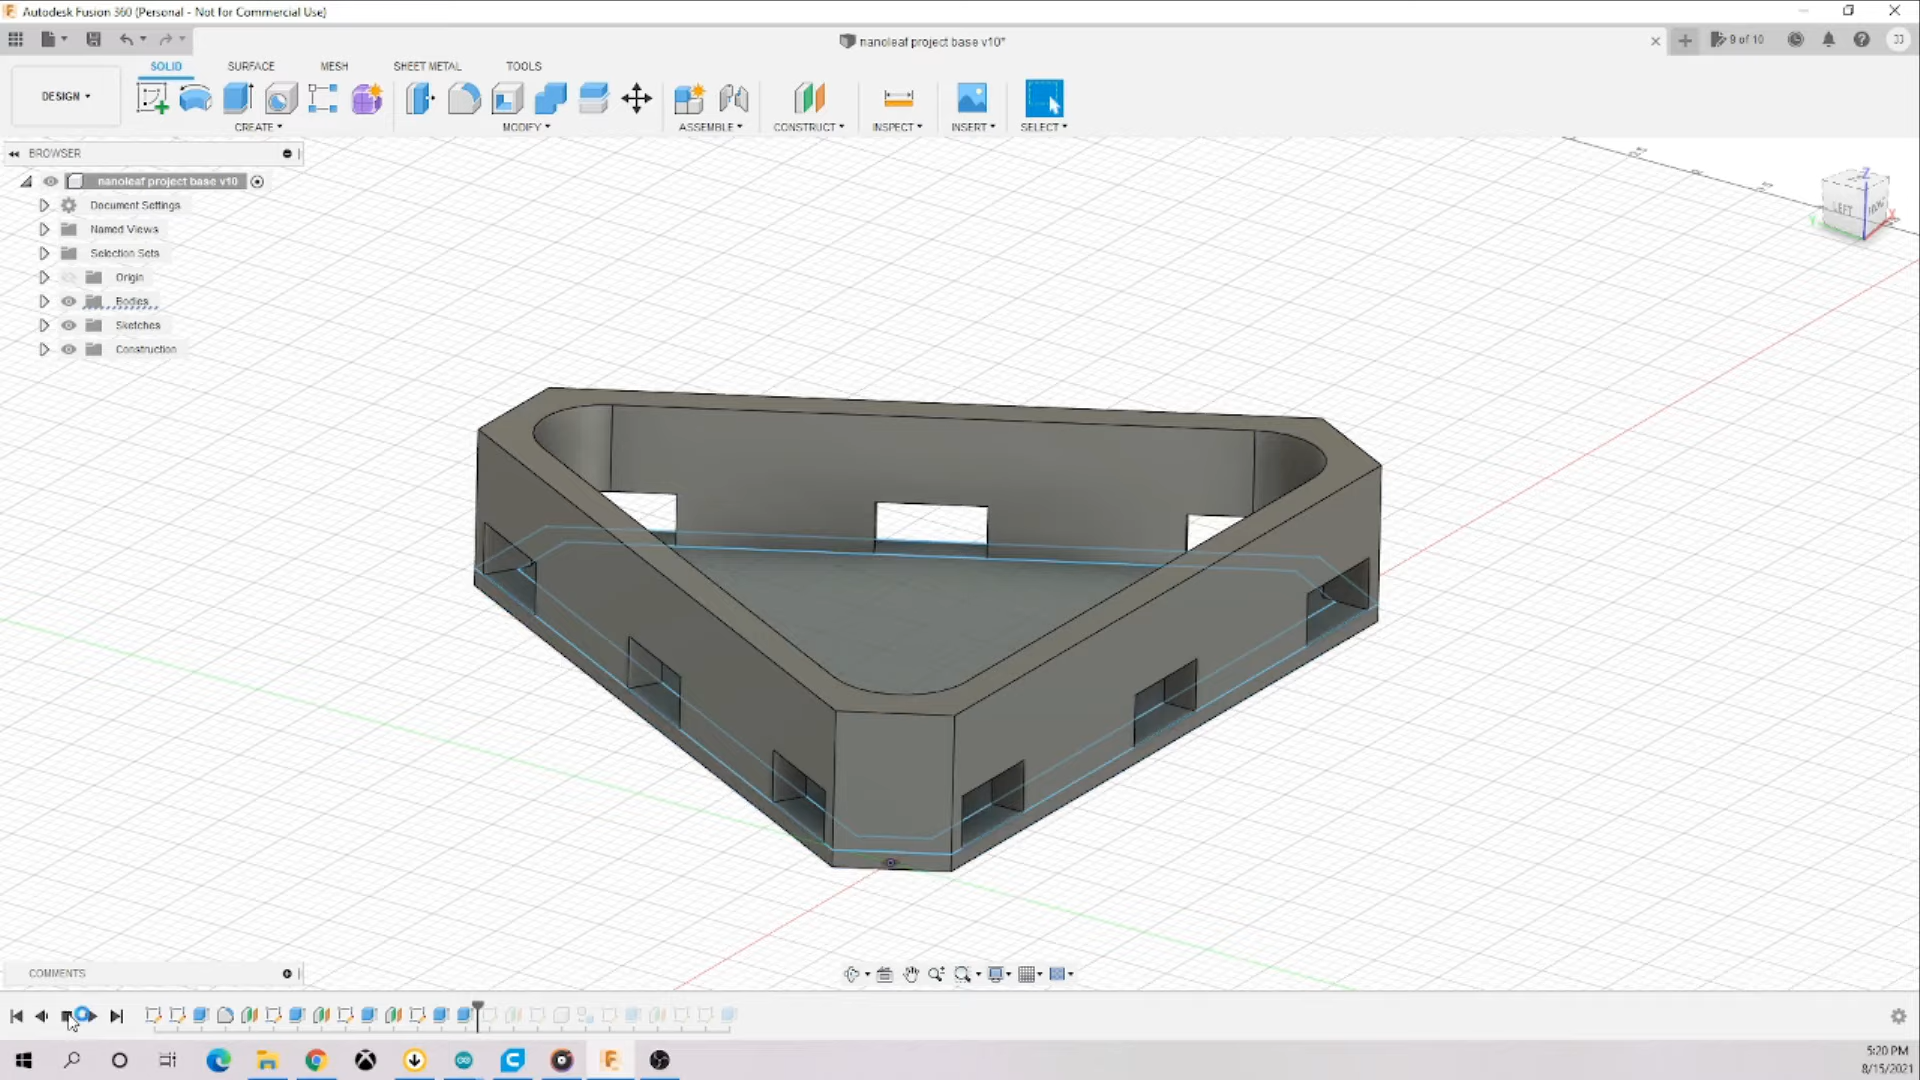 Autodesk Fusion 360 (Personal - Not for Commercial Use)
nanoleaf project base v10*
9 of 10
JJ
SOLID
SURFACE
MESH
SHEET METAL
TOOLS
DESIGN
CREATE
MODIFY
ASSEMBLE
CONSTRUCT
INSPECT
INSERT
SELECT
BROWSER
nanoleaf project base v10
Document Settings
Named Views
Selection Sets
Origin
Bodies
Sketches
Construction
Z
LEFT
X
Y
COMMENTS
5:20 PM
8/15/2021